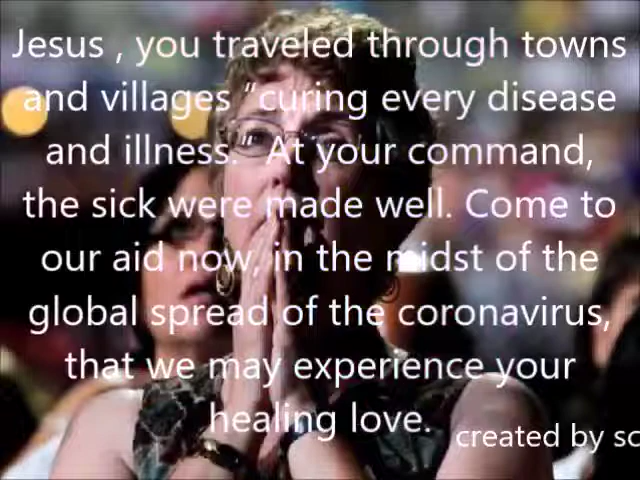 Jesus , you traveled through towns
and villages “curing every disease
and illness.” At your command,
the sick were made well. Come to
our aid now, in the midst of the
global spread of the coronavirus,
that we may experience your
healing love.
created by sc